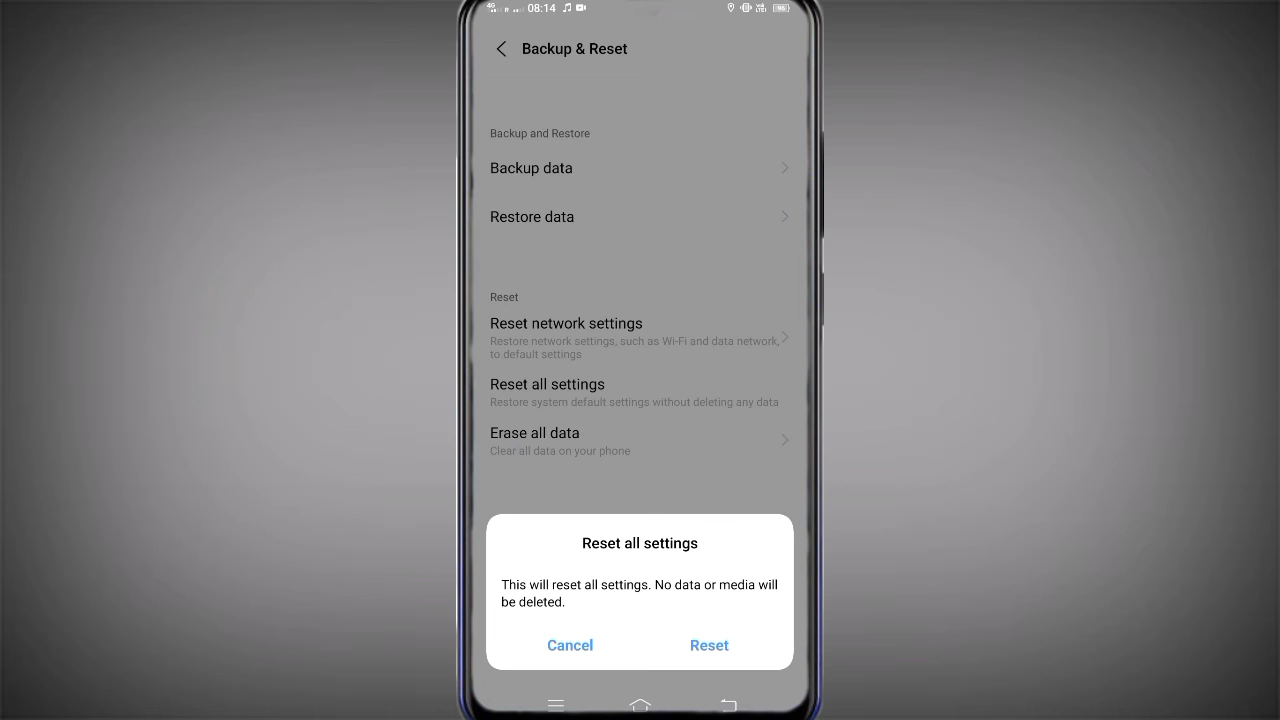 4G R 08:14 96
Backup & Reset
Backup and Restore
Backup data
Restore data
Reset
Reset network settings
Restore network settings, such as Wi-Fi and data network,
to default settings
Reset all settings
Restore system default settings without deleting any data
Erase all data
Clear all data on your phone
Reset all settings
This will reset all settings. No data or media will
be deleted.
Cancel Reset